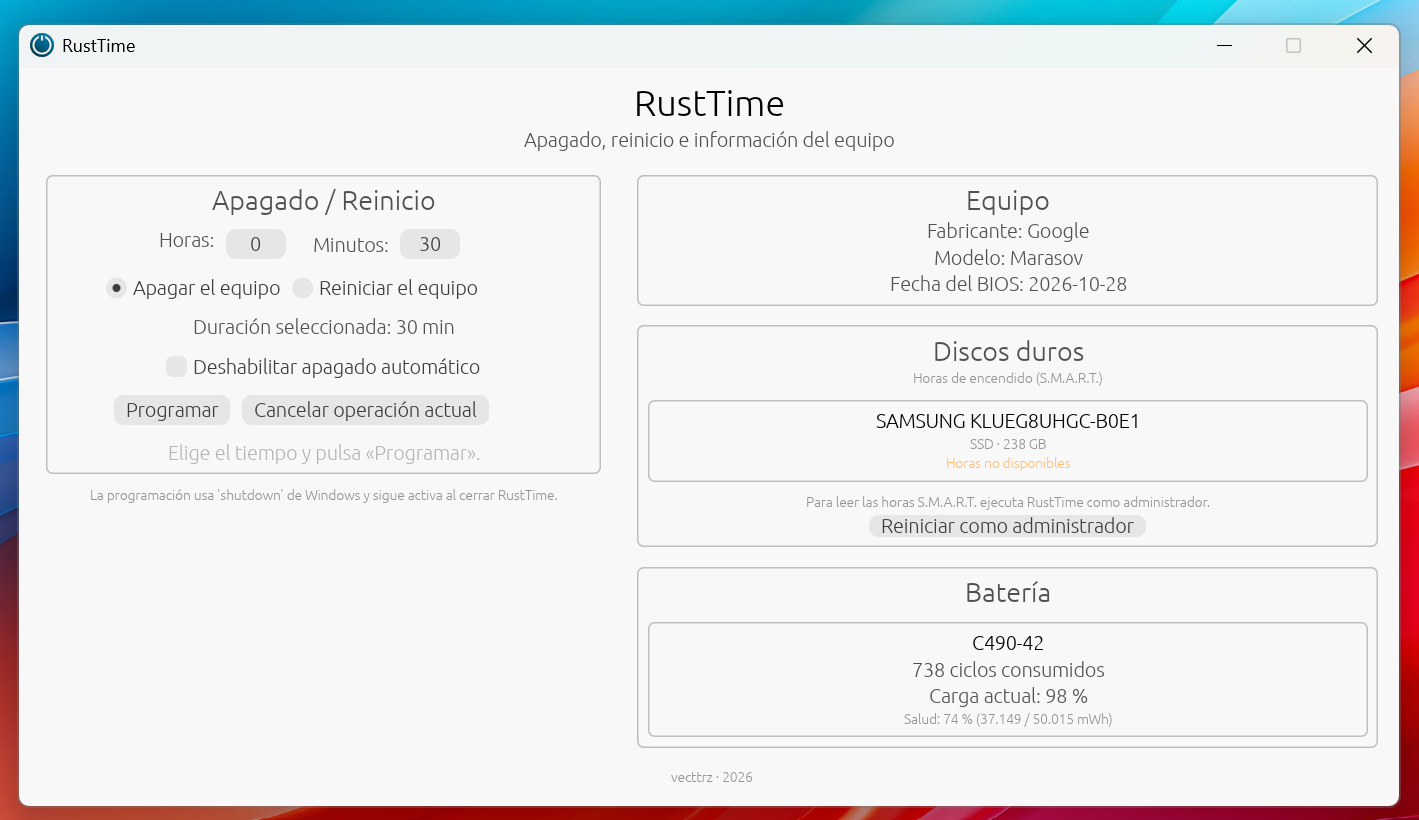 RustTime
RustTime
Apagado, reinicio e información del equipo
Apagado / Reinicio
Horas: 0 Minutos: 30
Apagar el equipo Reiniciar el equipo
Duración seleccionada: 30 min
Deshabilitar apagado automático
Programar Cancelar operación actual
Elige el tiempo y pulsa «Programar».
La programación usa 'shutdown' de Windows y sigue activa al cerrar RustTime.
Equipo
Fabricante: Google
Modelo: Marasov
Fecha del BIOS: 2026-10-28
Discos duros
Horas de encendido (S.M.A.R.T.)
SAMSUNG KLUEG8UHGC-B0E1
SSD · 238 GB
Horas no disponibles
Para leer las horas S.M.A.R.T. ejecuta RustTime como administrador.
Reiniciar como administrador
Batería
C490-42
738 ciclos consumidos
Carga actual: 98 %
Salud: 74 % (37.149 / 50.015 mWh)
vecttrz · 2026